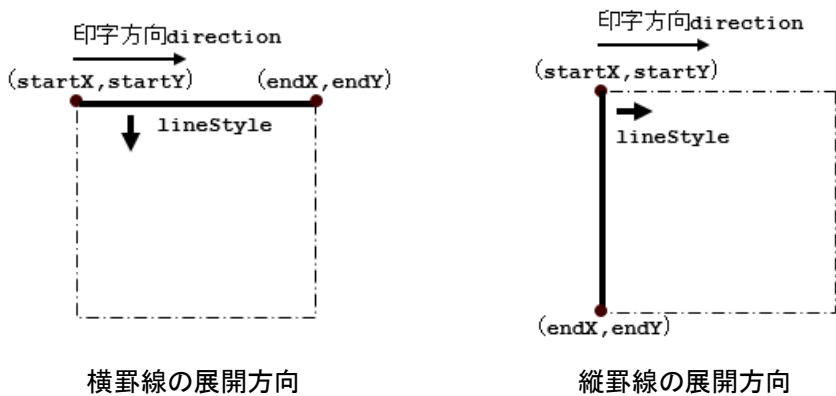 印字方向direction
(startX,startY)
(endX,endY)
lineStyle
横罫線の展開方向
印字方向direction
(startX,startY)
lineStyle
(endX,endY)
縦罫線の展開方向